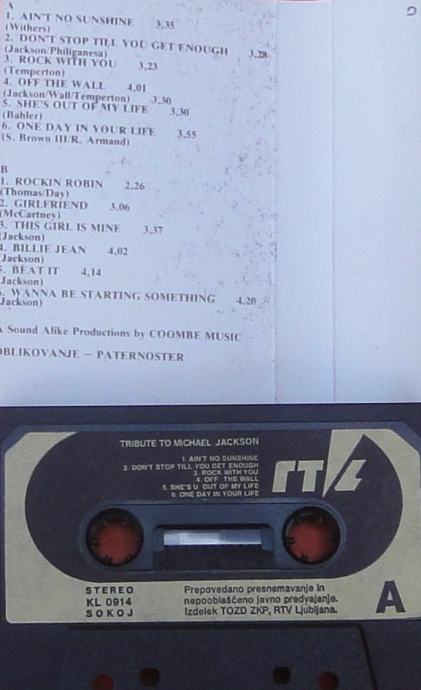 A
1. AIN'T NO SUNSHINE 3,35
(Withers)
2. DON'T STOP TILL YOU GET ENOUGH 3,28
(Jackson/Philiganesa)
3. ROCK WITH YOU 3,23
(Temperton)
4. OFF THE WALL 4,01
(Jackson/Wall/Temperton)
5. SHE'S OUT OF MY LIFE 3,30
(Bahler) 3,30
6. ONE DAY IN YOUR LIFE 3,55
(S. Brown III/R. Armand)
B
1. ROCKIN ROBIN 2,26
(Thomas/Day)
2. GIRLFRIEND 3,06
(McCartney)
3. THIS GIRL IS MINE 3,37
(Jackson)
4. BILLIE JEAN 4,02
(Jackson)
5. BEAT IT 4,14
Jackson)
. WANNA BE STARTING SOMETHING 4,20
Jackson)
A Sound Alike Productions by COOMBE MUSIC
OBLIKOVANJE – PATERNOSTER
TRIBUTE TO MICHAEL JACKSON
1. AIN'T NO SUNSHINE
2. DON'T STOP TILL YOU GET ENOUGH
3. ROCK WITH YOU
4. OFF THE WALL
5. SHE'S U OUT OF MY LIFE
6. ONE DAY IN YOUR LIFE
RTL
STEREO
KL 0914
SOKOJ
Prepovedano presnemavanje in
nepooblaščeno javno predvajanje.
Izdelek TOZD ZKP, RTV Ljubljana.
A